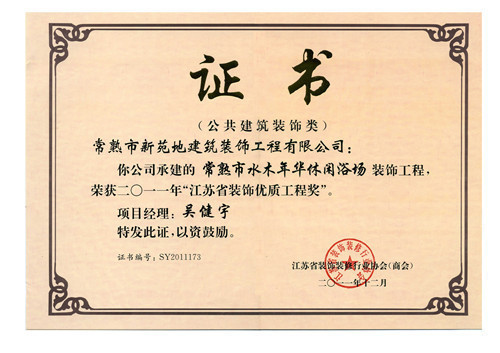 证书
(公共建筑装饰类)
常熟市新苑地建筑装饰工程有限公司:
你公司承建的 常熟市水木年华休闲浴场 装饰工程,
荣获二〇一一年“江苏省装饰优质工程奖”。
项目经理:吴健宇
特发此证,以资鼓励。
证书编号:SY2011173
江苏省装饰装修行业协会(商会)
二〇一一年十二月